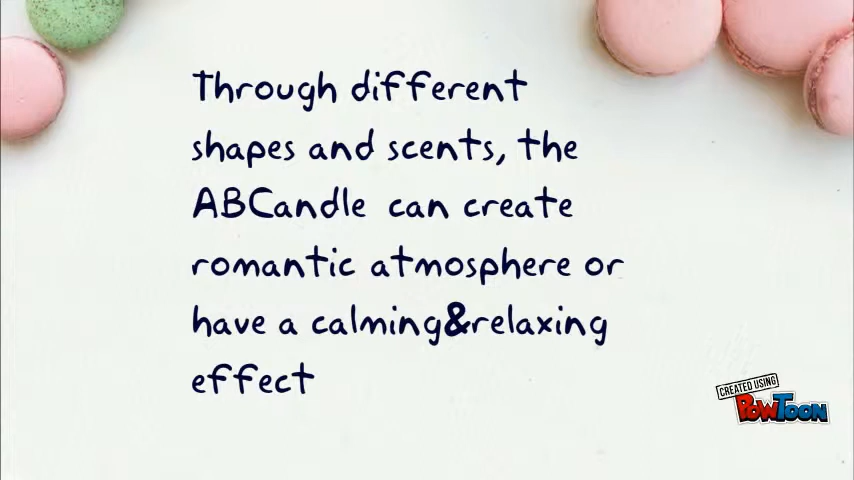 Through different
shapes and scents, the
ABCandle can create
romantic atmosphere or
have a calming&relaxing
effect
CREATED USING
POWTOON